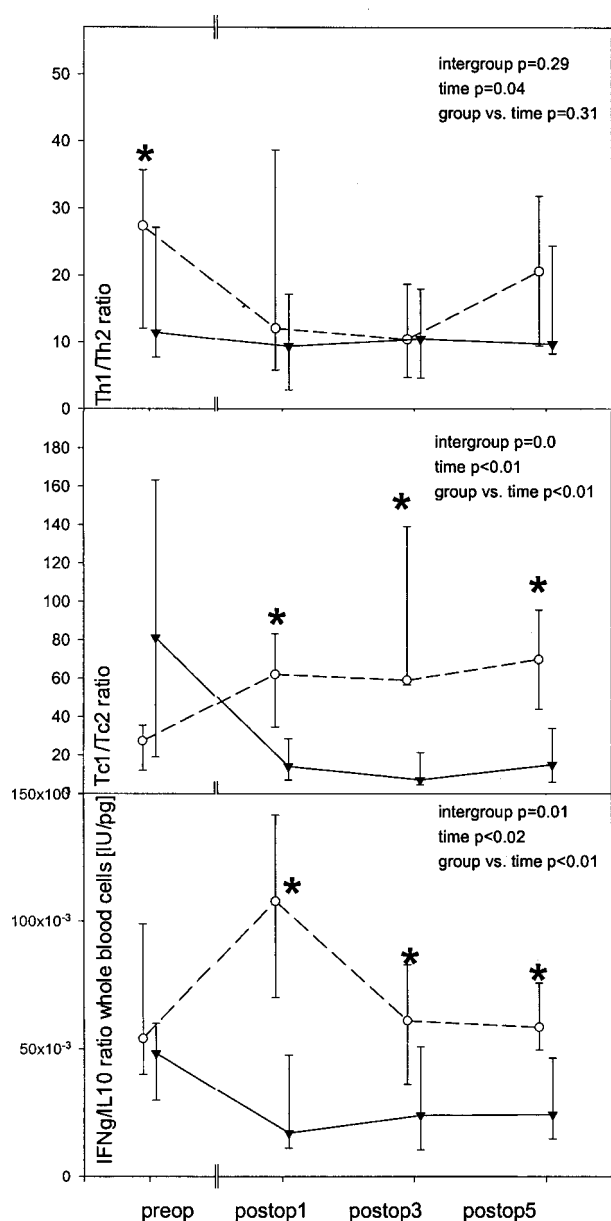 50
40
30
20
10
0
Th1/Th2 ratio
intergroup p=0.29
time p=0.04
group vs. time p=0.31
*
180
160
140
120
100
80
60
40
20
0
Tc1/Tc2 ratio
intergroup p=0.0
time p<0.01
group vs. time p<0.01
*
*
*
150x10-3
100x10-3
50x10-3
0
IFNg/IL10 ratio whole blood cells [IU/pg]
intergroup p=0.01
time p<0.02
group vs. time p<0.01
*
*
*
preop postop1 postop3 postop5